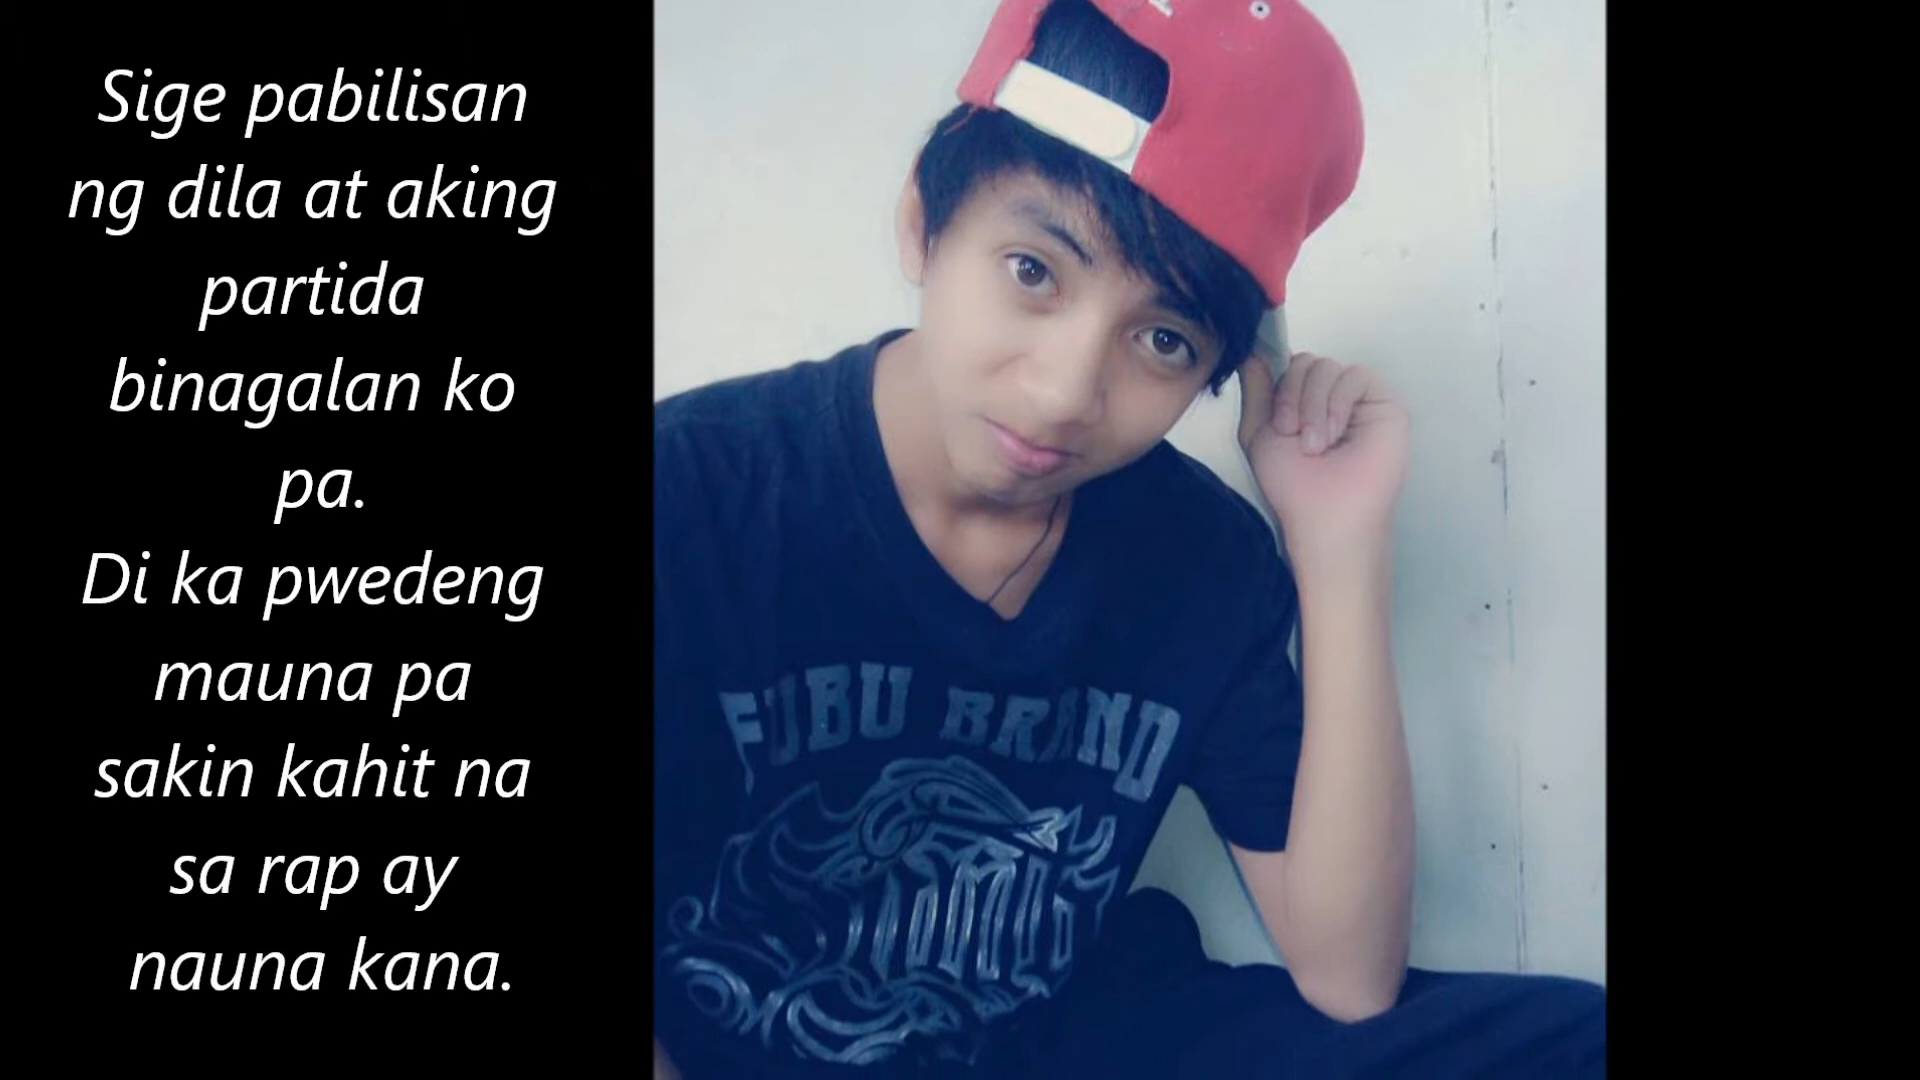 Sige pabilisan
ng dila at aking
partida
binagalan ko
pa.
Di ka pwedeng
mauna pa
sakin kahit na
sa rap ay
nauna kana.
FUBU BRAND